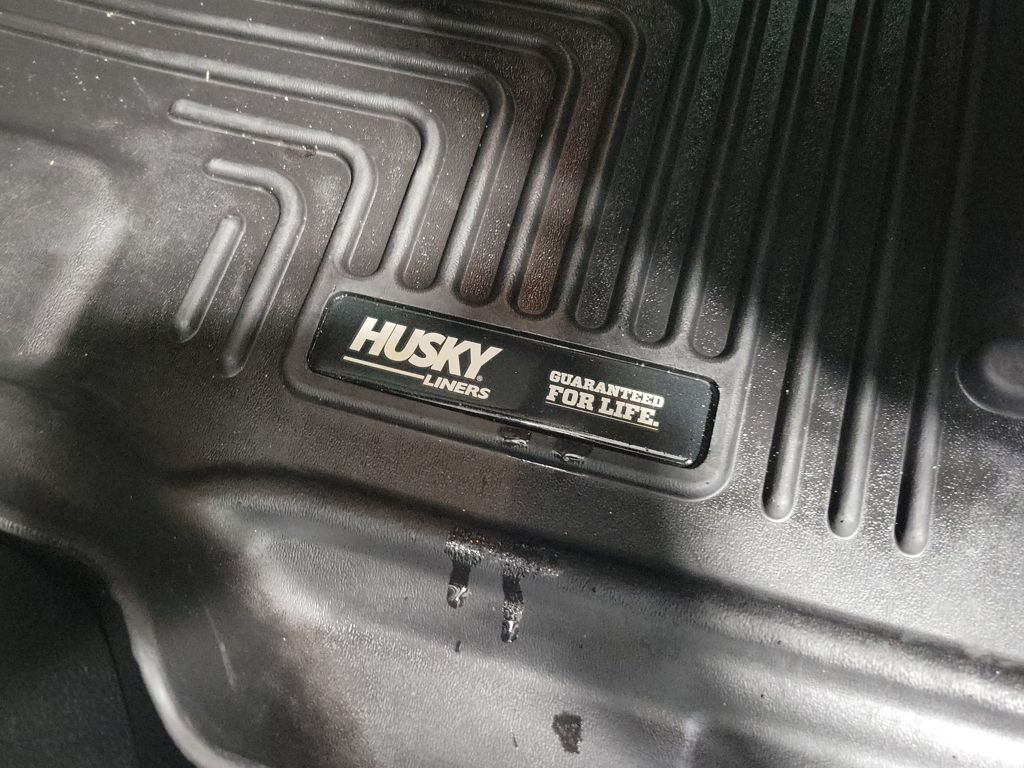 HUSKY
LINERS
GUARANTEED
FOR LIFE.